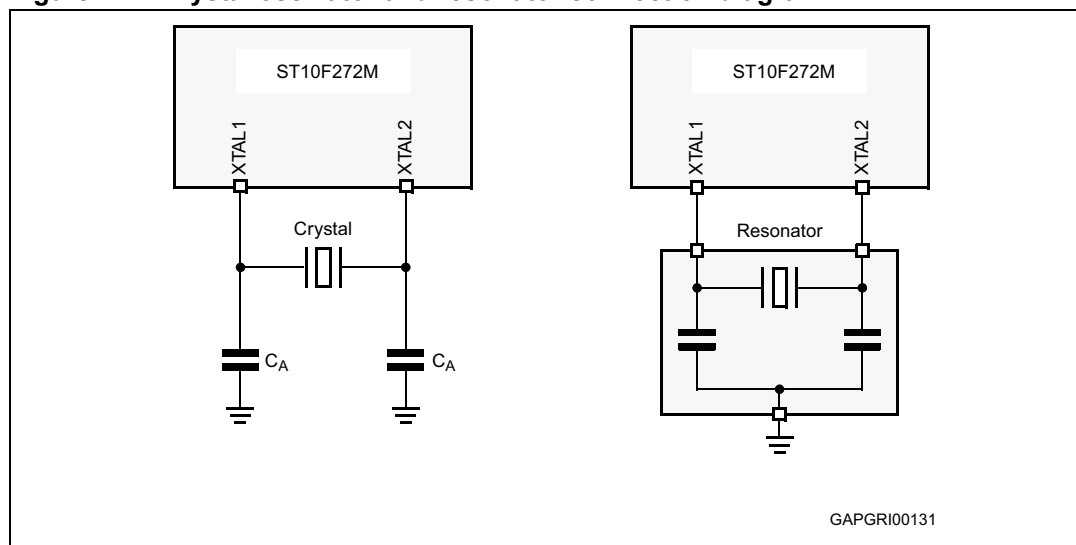 ST10F272M
XTAL1
XTAL2
Crystal
CA
CA
ST10F272M
XTAL1
XTAL2
Resonator
GAPGRI00131